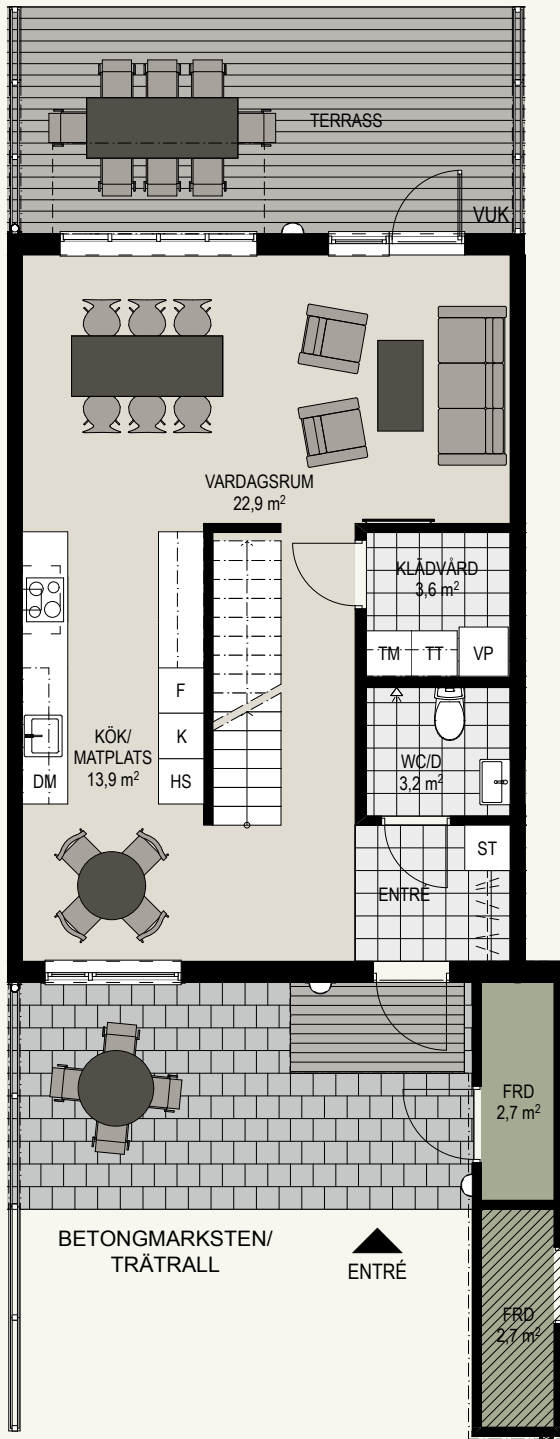 TERRASS
VUK
VARDAGSRUM
22,9 m²
KLÄDVÅRD
3,6 m²
TM
TT
VP
F
K
HS
KÖK/
MATPLATS
13,9 m²
DM
WC/D
3,2 m²
ST
ENTRÉ
FRD
2,7 m²
BETONGMARKSTEN/
TRÄTRALL
ENTRÉ
FRD
2,7 m²